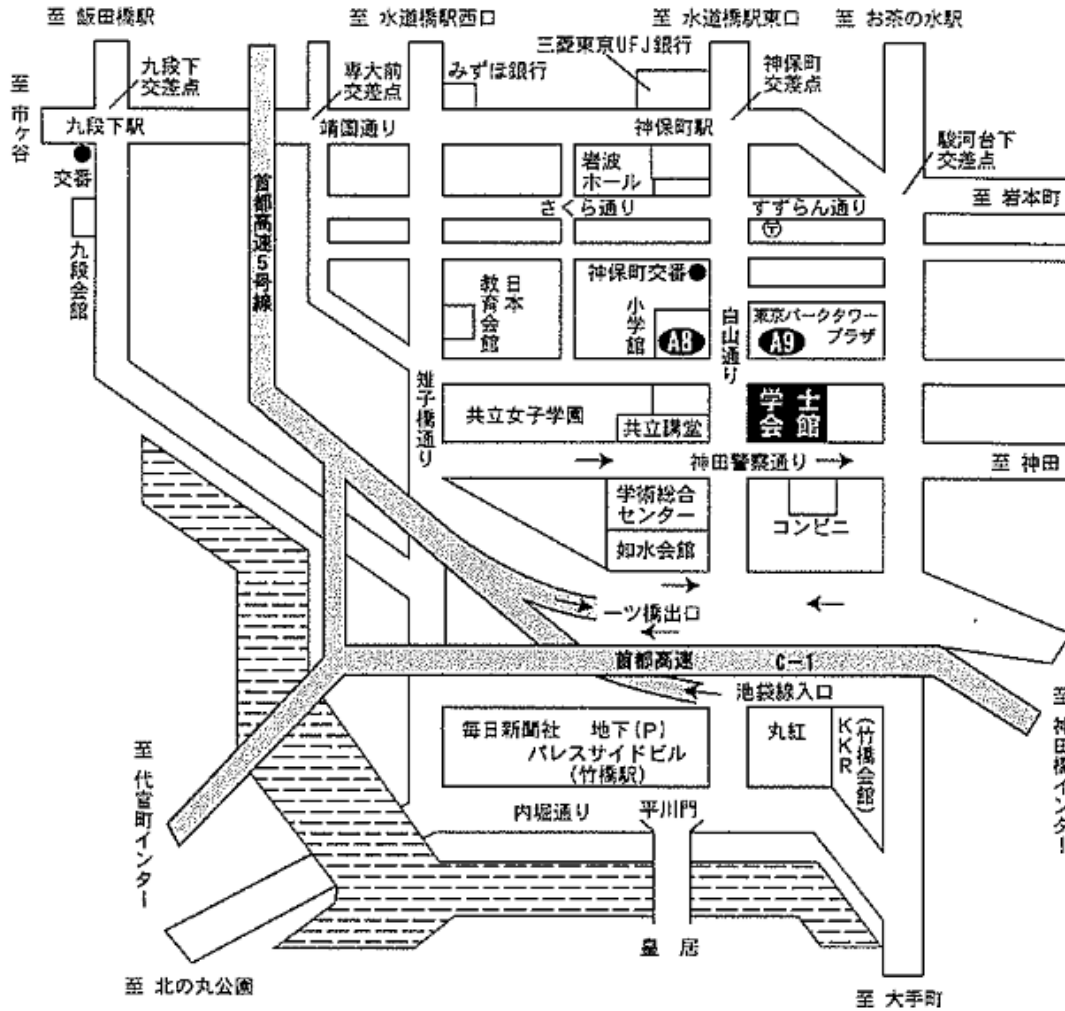 至 飯田橋駅
至 水道橋駅西口
至 水道橋駅東口
至 お茶の水駅
三菱東京UFJ銀行
九段下
交差点
専大前
交差点
みずほ銀行
神保町
交差点
至 市ヶ谷
九段下駅
靖国通り
神保町駅
駿河台下
交差点
交番
岩波
ホール
至 岩本町
さくら通り
すずらん通り
〒
首都高速5号線
九段会館
日本
教育会館
神保町交番
小学館
A8
白山通り
東京パークタワー
プラザ
A9
雉子橋通り
共立女子学園
共立講堂
学士
会館
神田警察通り
至 神田
学術総合
センター
コンビニ
如水会館
一ツ橋出口
首都高速 C-1
池袋線入口
至 神田橋インター
毎日新聞社 地下(P)
パレスサイドビル
(竹橋駅)
丸紅
KKR
(竹橋会館)
至 代官町インター
内堀通り
平川門
皇居
至 北の丸公園
至 大手町